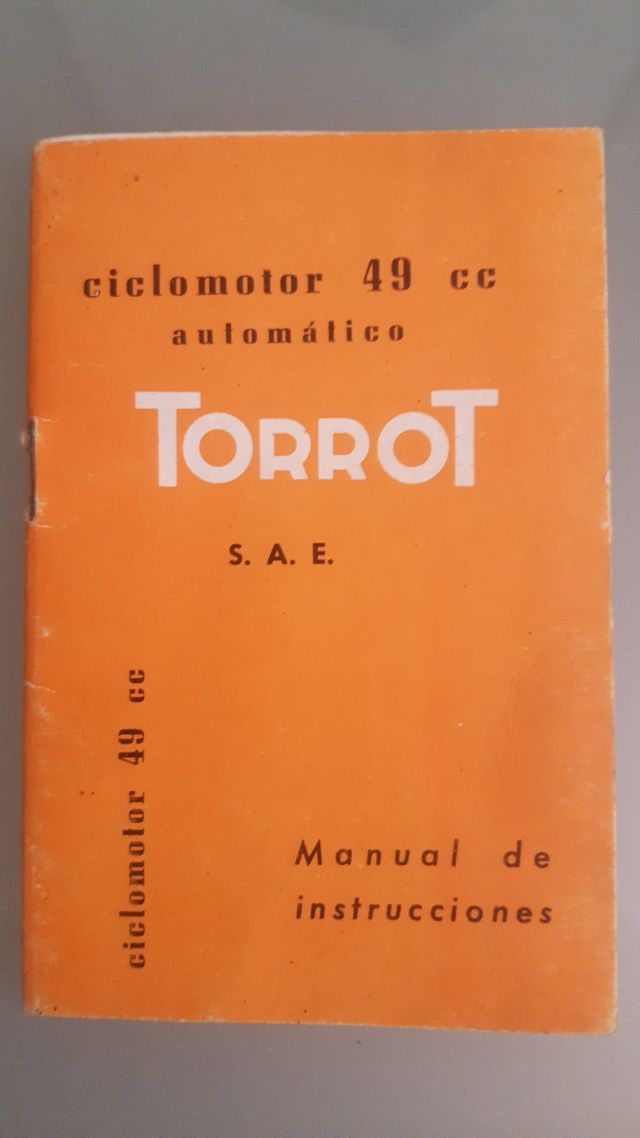 ciclomotor 49 cc
automático
TORROT
S. A. E.
ciclomotor 49 cc
Manual de
instrucciones